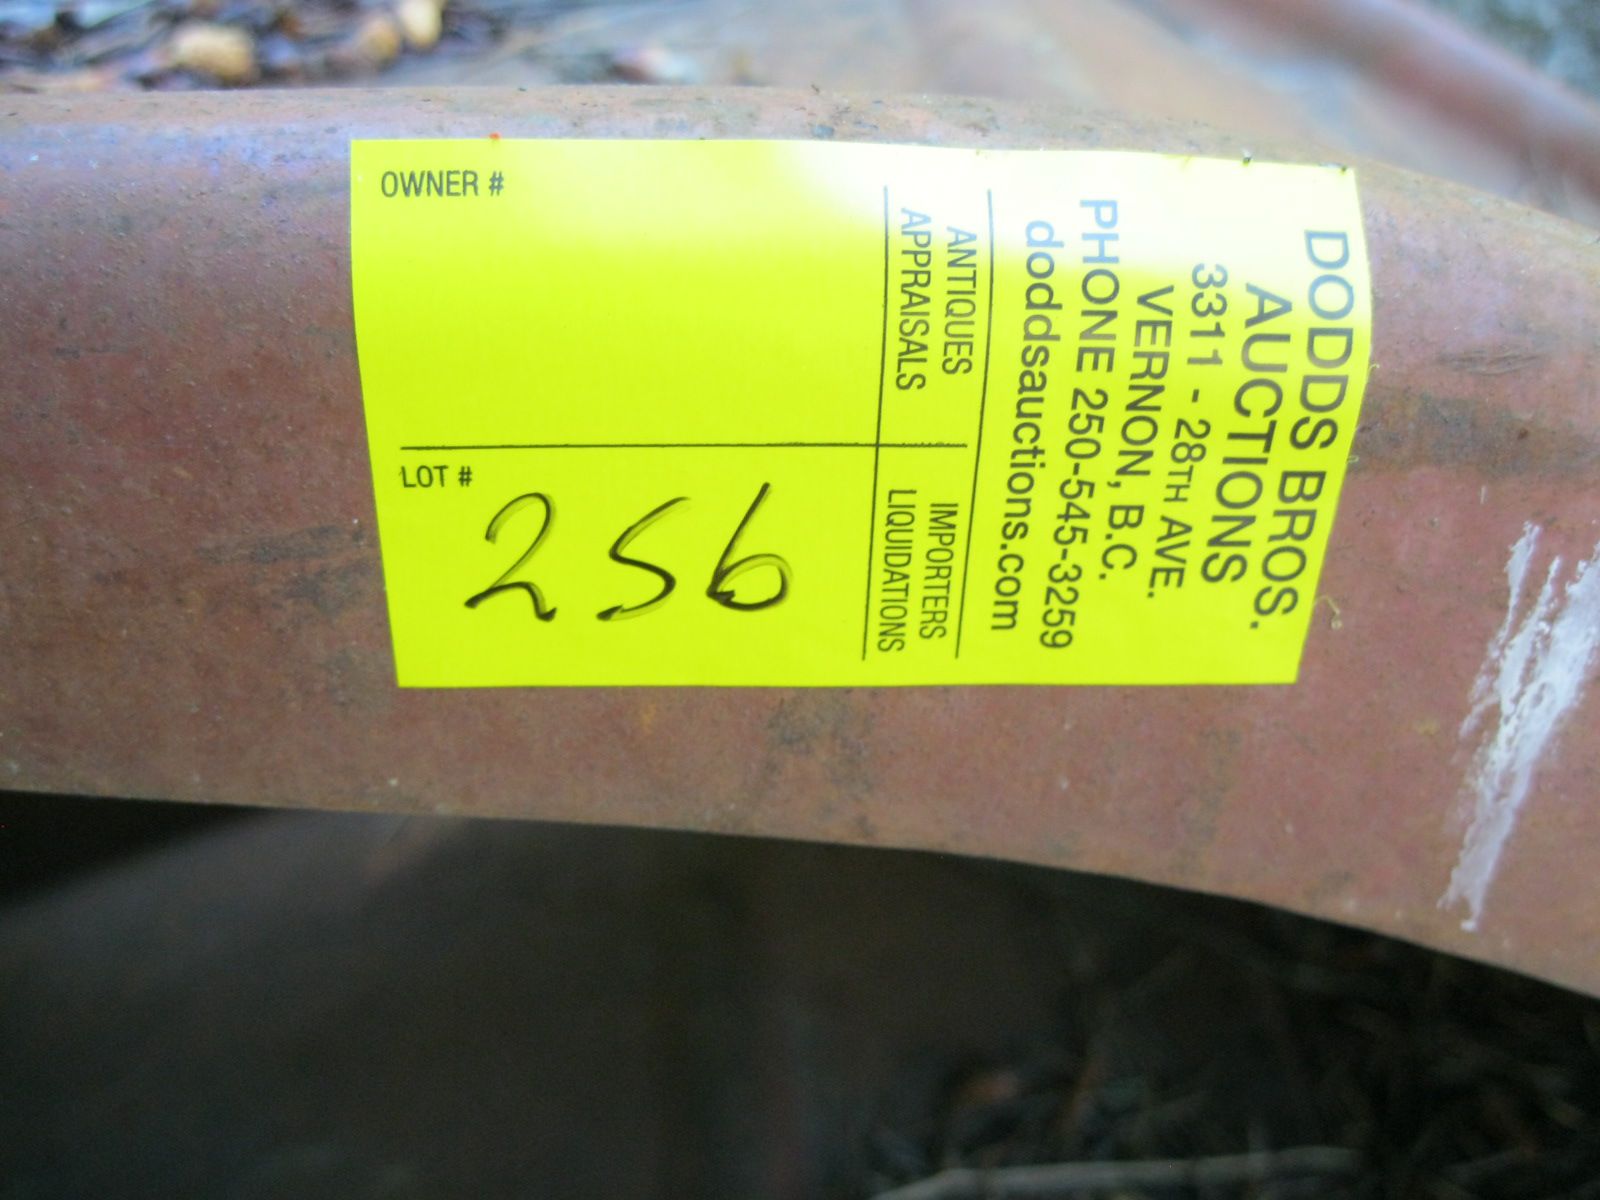 DODDS BROS.
AUCTIONS
3311 - 28TH AVE.
VERNON, B.C.
PHONE 250-545-3259
doddsauctions.com
ANTIQUES
APPRAISALS
IMPORTERS
LIQUIDATIONS
OWNER #
LOT #
256